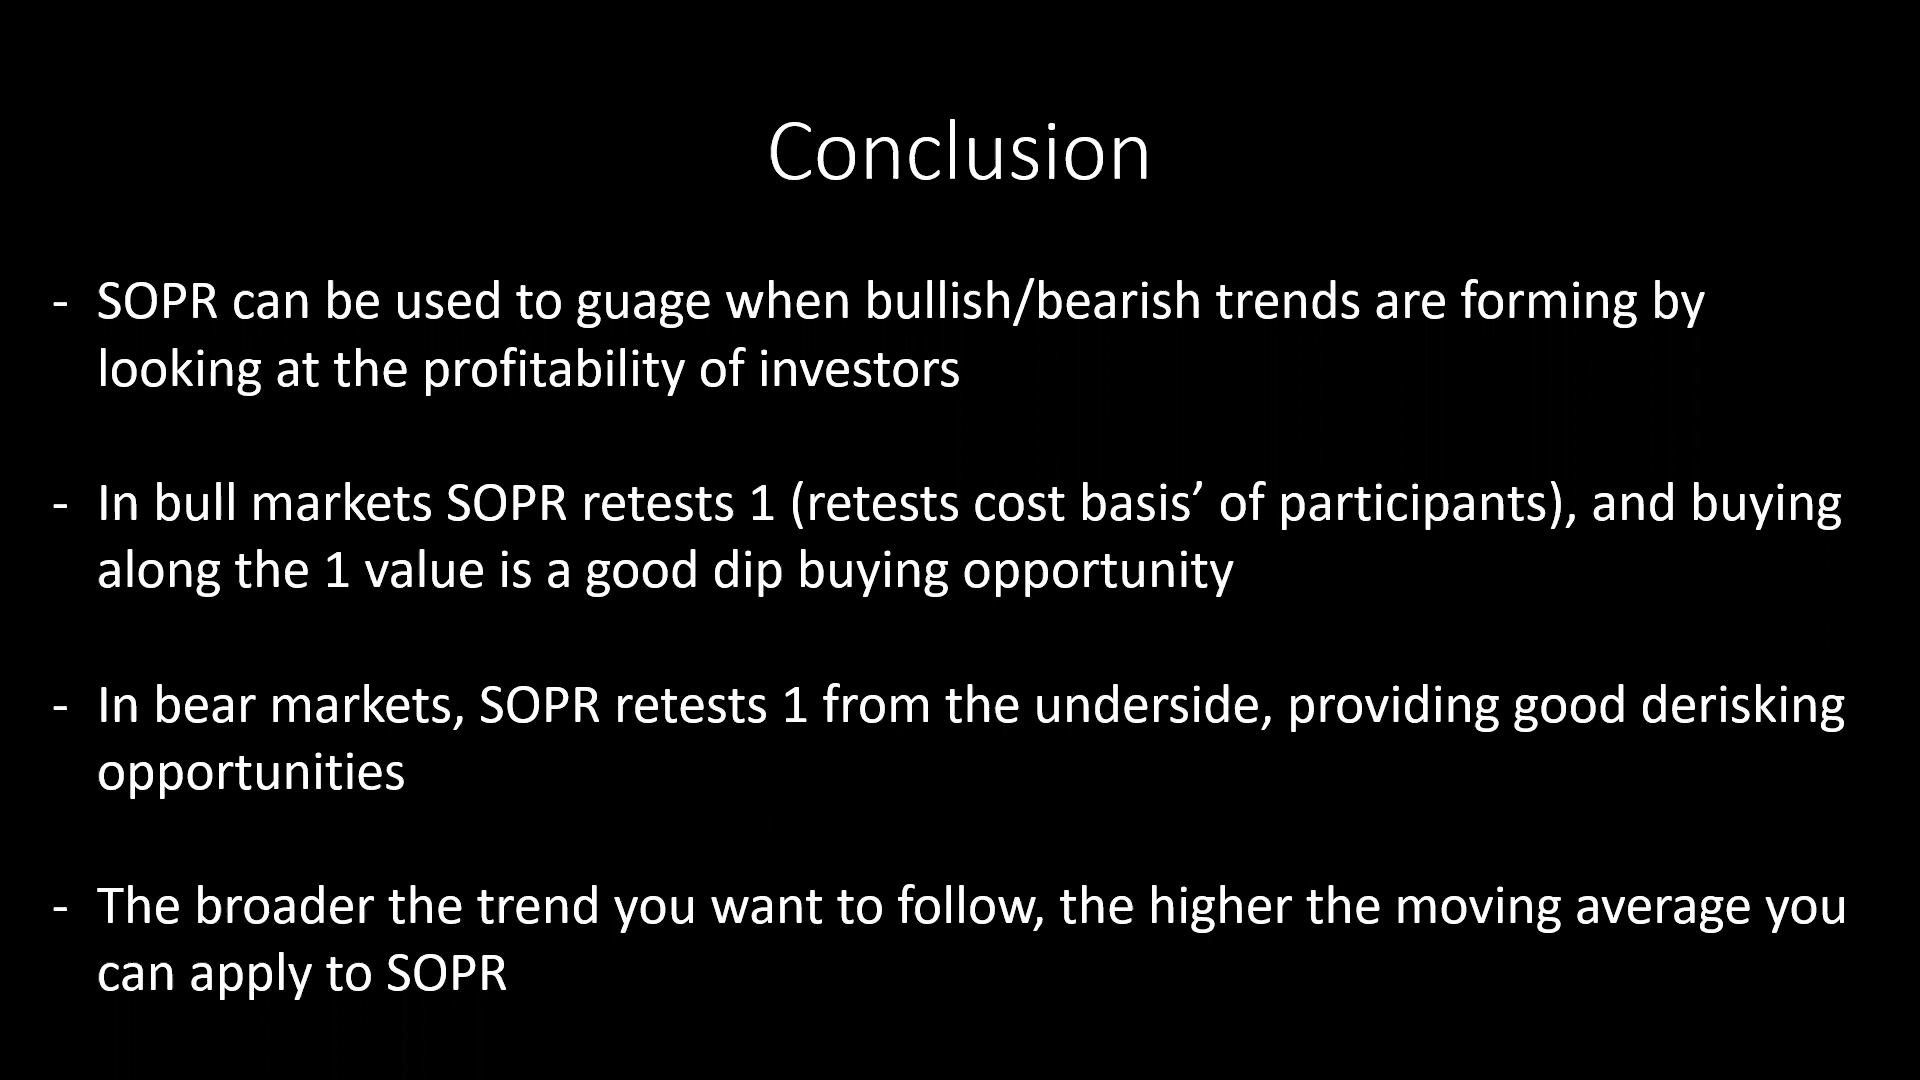 Conclusion
- SOPR can be used to guage when bullish/bearish trends are forming by
looking at the profitability of investors
- In bull markets SOPR retests 1 (retests cost basis’ of participants), and buying
along the 1 value is a good dip buying opportunity
- In bear markets, SOPR retests 1 from the underside, providing good derisking
opportunities
- The broader the trend you want to follow, the higher the moving average you
can apply to SOPR